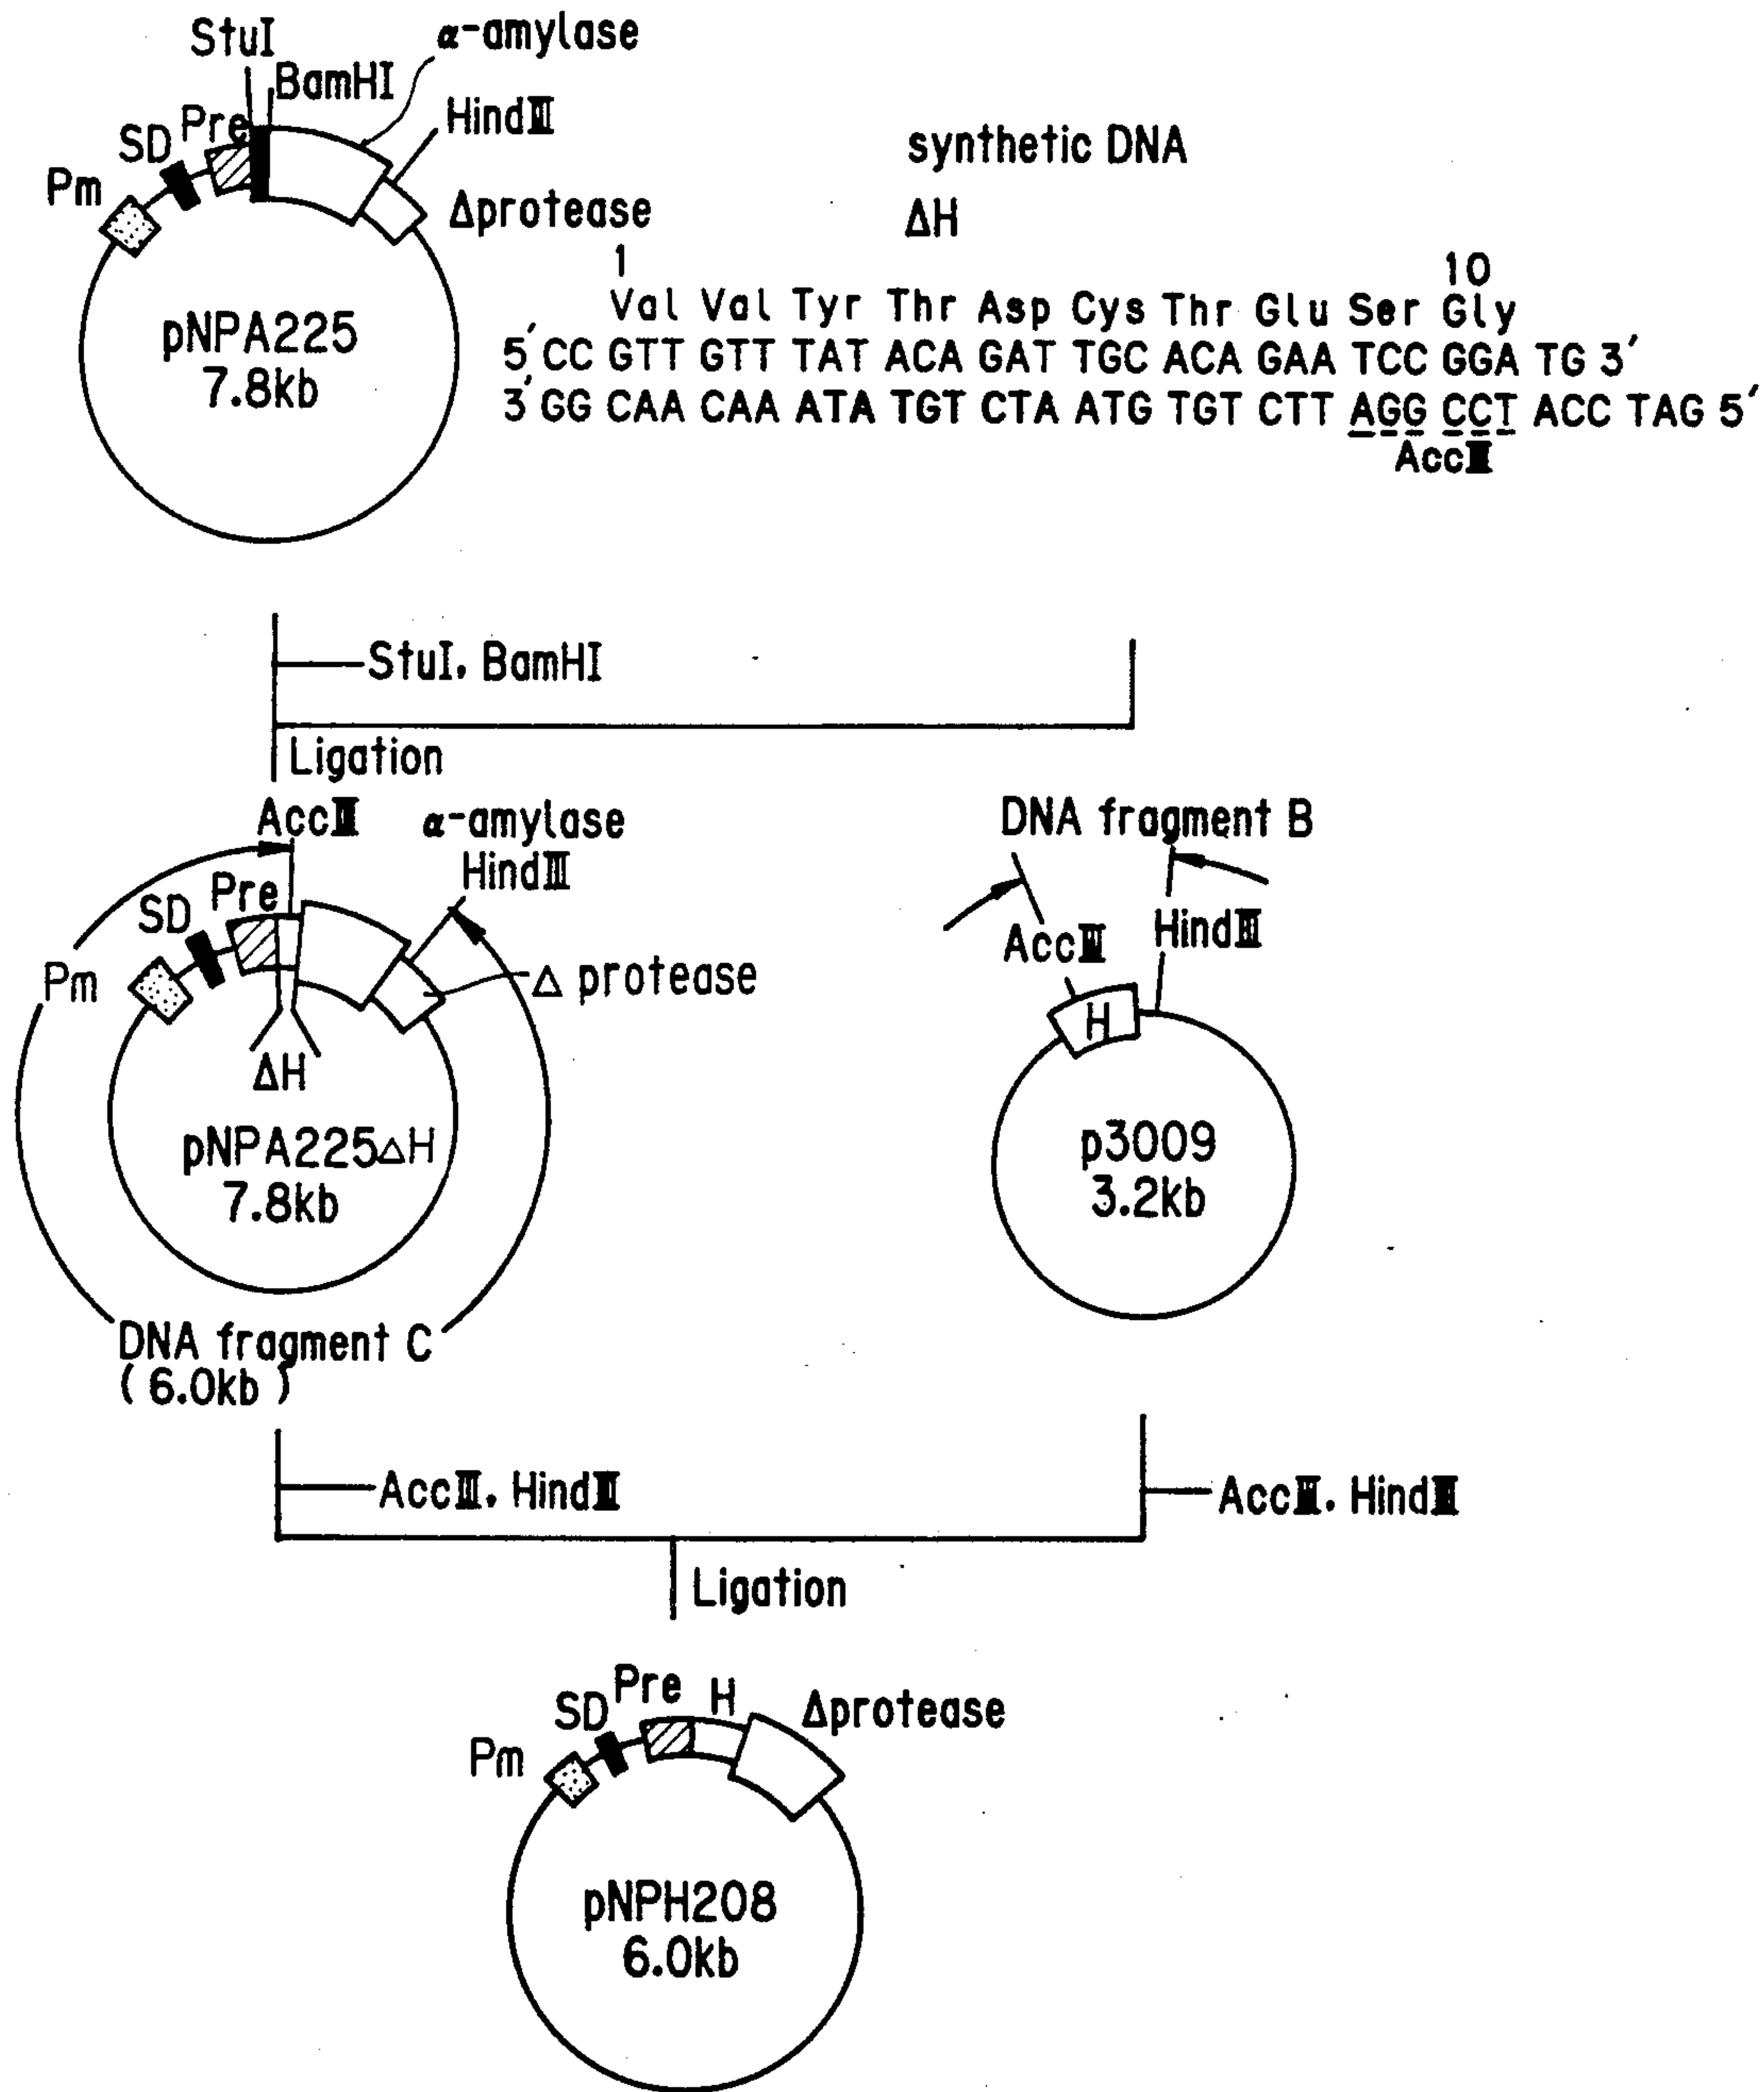 StuI
α-amylase
BamHI
HindIII
Pre
SD
Pm
Δprotease
pNPA225
7.8kb
synthetic DNA
ΔH
1 10
Val Val Tyr Thr Asp Cys Thr Glu Ser Gly
5′CC GTT GTT TAT ACA GAT TGC ACA GAA TCC GGA TG 3′
3′GG CAA CAA ATA TGT CTA ATG TGT CTT AGG CCT ACC TAG 5′
AccIII
StuI, BamHI
Ligation
AccIII
α-amylase
HindIII
Pre
SD
Pm
Δ protease
ΔH
pNPA225ΔH
7.8kb
DNA fragment C
(6.0kb)
DNA fragment B
AccIII
HindIII
H
p3009
3.2kb
AccIII, HindIII
AccIII, HindIII
Ligation
Pre
H
SD
Δprotease
Pm
pNPH208
6.0kb